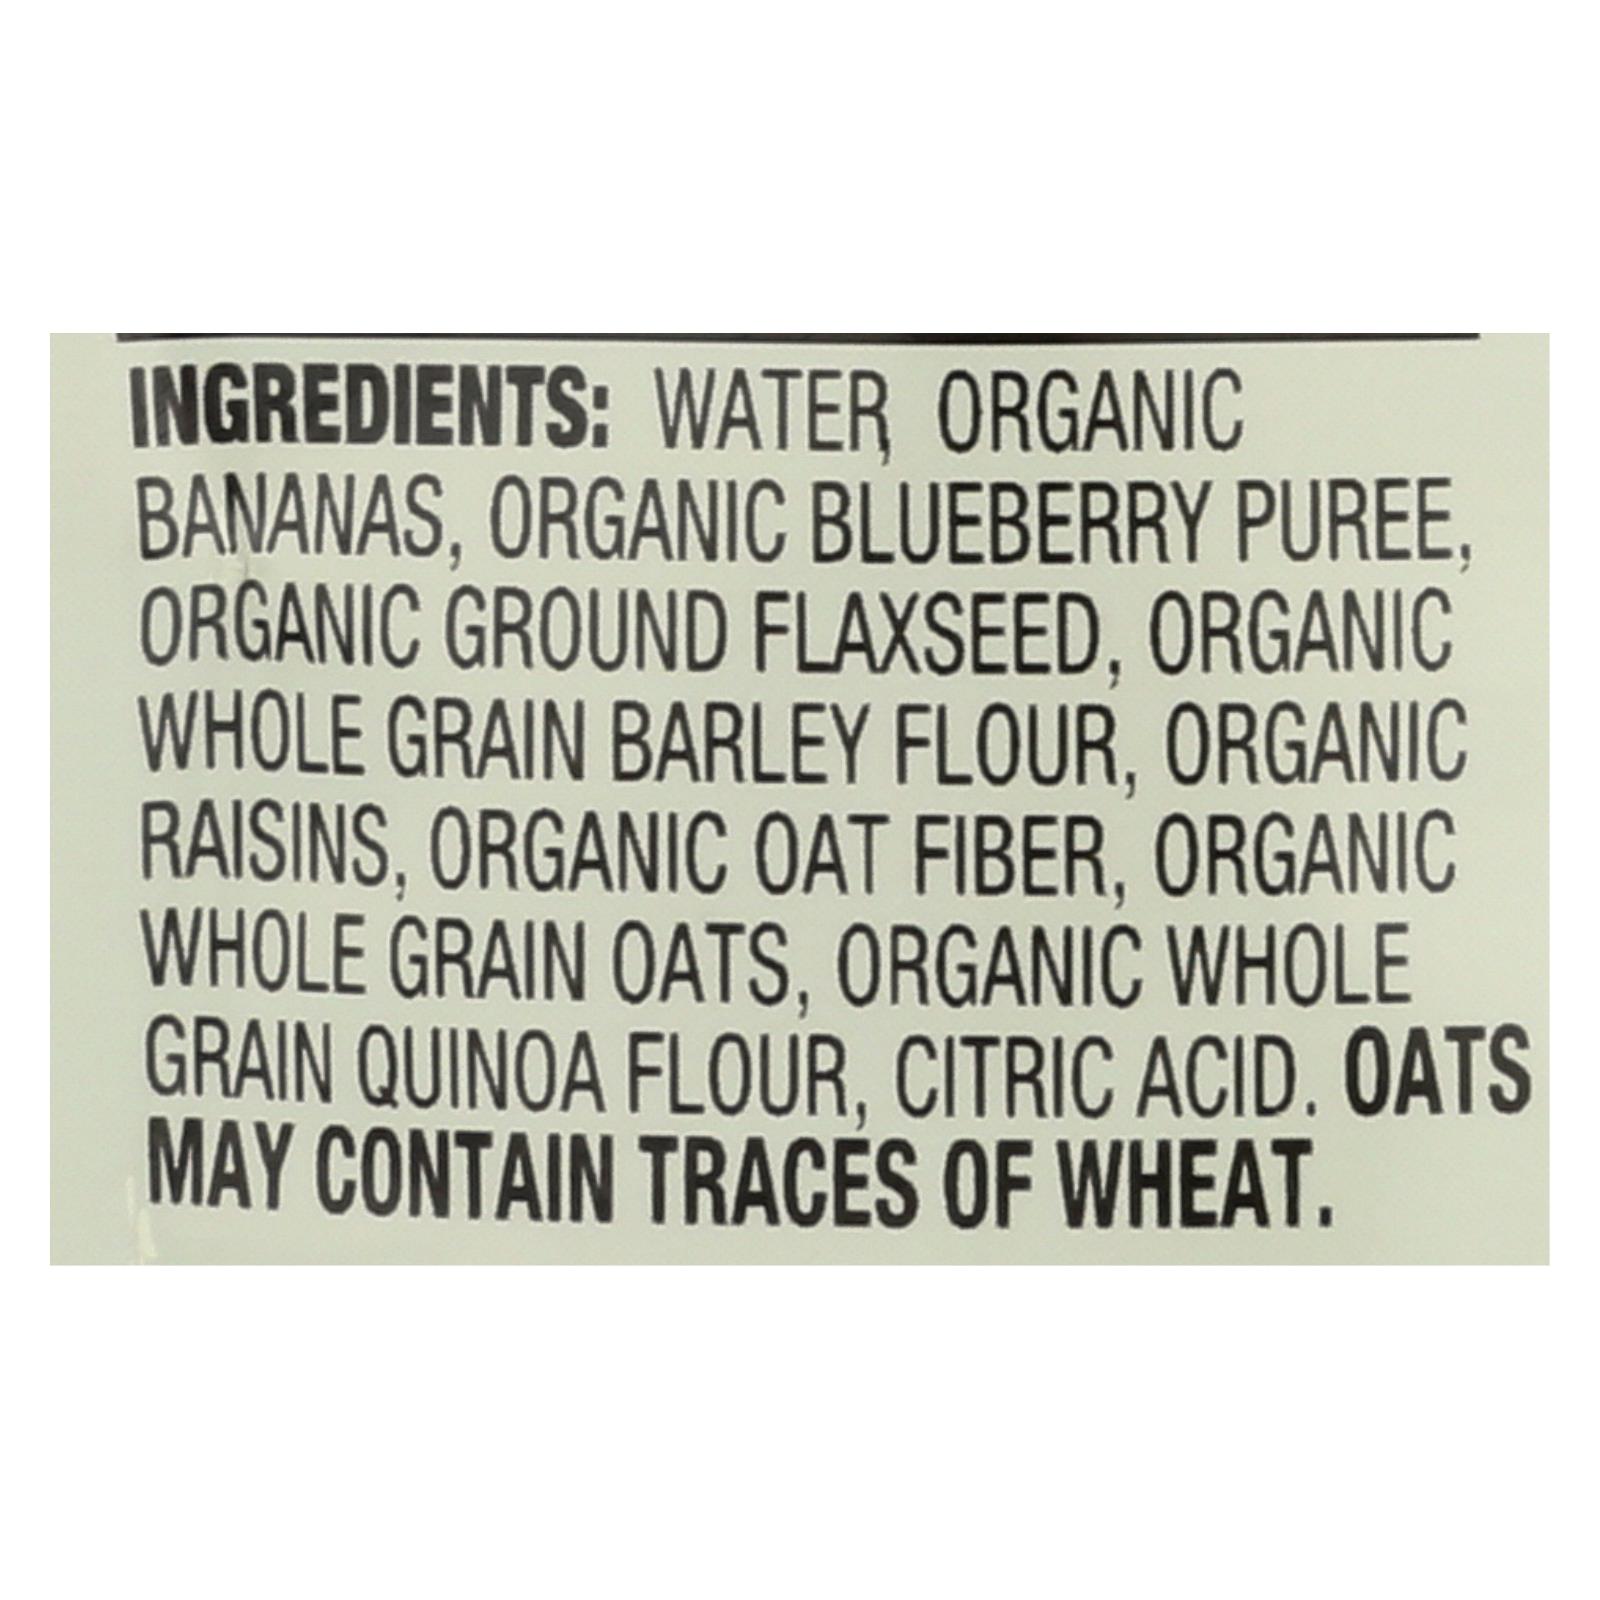 INGREDIENTS: WATER, ORGANIC
BANANAS, ORGANIC BLUEBERRY PUREE,
ORGANIC GROUND FLAXSEED, ORGANIC
WHOLE GRAIN BARLEY FLOUR, ORGANIC
RAISINS, ORGANIC OAT FIBER, ORGANIC
WHOLE GRAIN OATS, ORGANIC WHOLE
GRAIN QUINOA FLOUR, CITRIC ACID. OATS
MAY CONTAIN TRACES OF WHEAT.